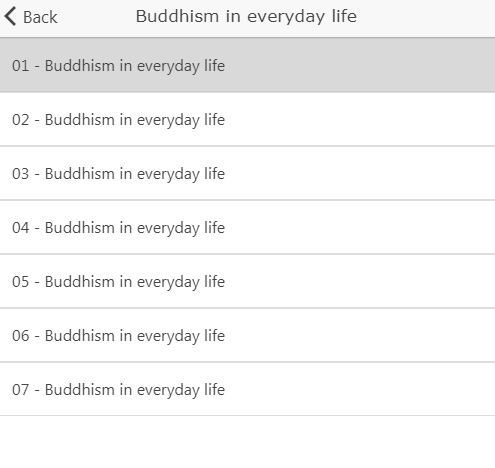 Back
Buddhism in everyday life
01 - Buddhism in everyday life
02 - Buddhism in everyday life
03 - Buddhism in everyday life
04 - Buddhism in everyday life
05 - Buddhism in everyday life
06 - Buddhism in everyday life
07 - Buddhism in everyday life